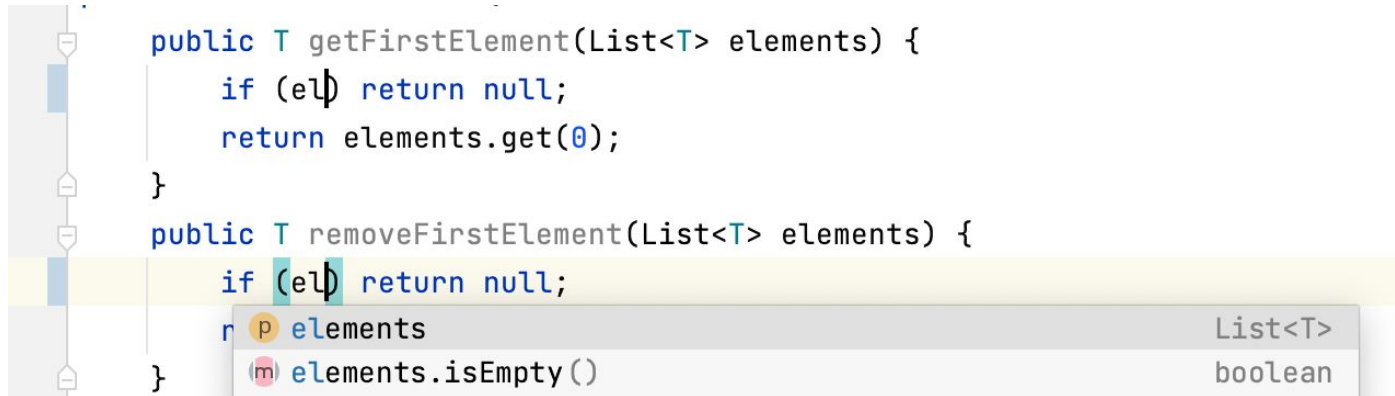 public T getFirstElement(List<T> elements) {
if (el) return null;
return elements.get(0);
}
public T removeFirstElement(List<T> elements) {
if (el) return null;
r
p elements List<T>
m elements.isEmpty() boolean
}